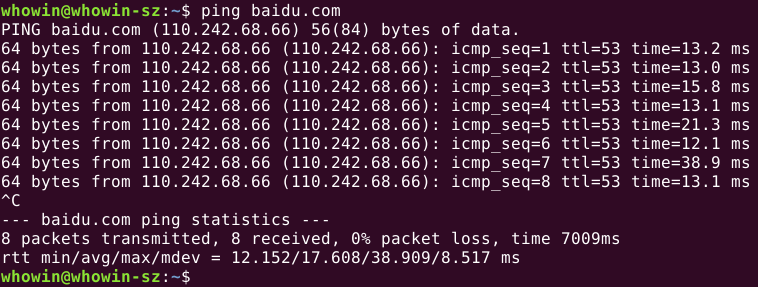 whowin@whowin-sz:~$ ping baidu.com
PING baidu.com (110.242.68.66) 56(84) bytes of data.
64 bytes from 110.242.68.66 (110.242.68.66): icmp_seq=1 ttl=53 time=13.2 ms
64 bytes from 110.242.68.66 (110.242.68.66): icmp_seq=2 ttl=53 time=13.0 ms
64 bytes from 110.242.68.66 (110.242.68.66): icmp_seq=3 ttl=53 time=15.8 ms
64 bytes from 110.242.68.66 (110.242.68.66): icmp_seq=4 ttl=53 time=13.1 ms
64 bytes from 110.242.68.66 (110.242.68.66): icmp_seq=5 ttl=53 time=21.3 ms
64 bytes from 110.242.68.66 (110.242.68.66): icmp_seq=6 ttl=53 time=12.1 ms
64 bytes from 110.242.68.66 (110.242.68.66): icmp_seq=7 ttl=53 time=38.9 ms
64 bytes from 110.242.68.66 (110.242.68.66): icmp_seq=8 ttl=53 time=13.1 ms
^C
--- baidu.com ping statistics ---
8 packets transmitted, 8 received, 0% packet loss, time 7009ms
rtt min/avg/max/mdev = 12.152/17.608/38.909/8.517 ms
whowin@whowin-sz:~$